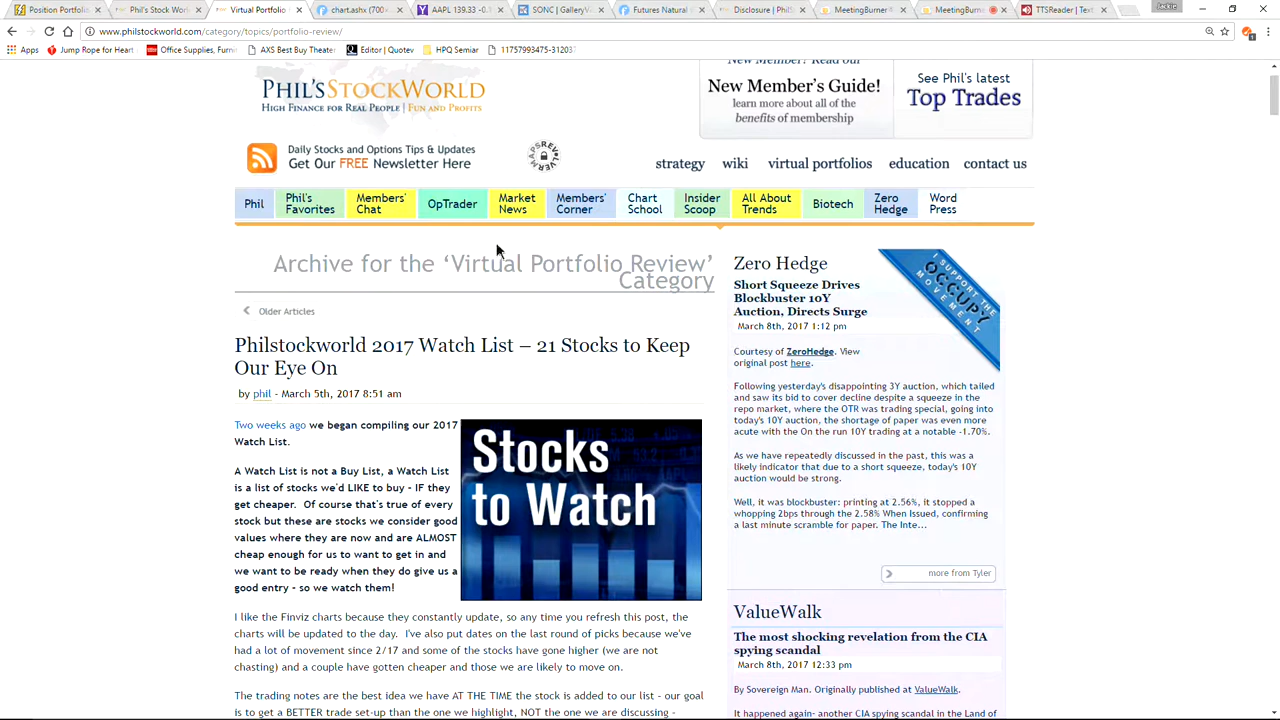 Position Portfoli
Phil's Stock Worl
Virtual Portfolio
chart.ashx (700×
AAPL 139.33 -0.1
SONC | GalleryV
Futures Natural
Disclosure | Phil
MeetingBurne
MeetingBurn
TTSReader | Tex
Jackie
www.philstockworld.com/category/topics/portfolio-review/
Apps
Jump Rope for Heart
Office Supplies, Furni
AXS Best Buy Theater
Editor | Quotev
HPQ Semiar
11757993475-31203
PHIL'S STOCKWORLD
HIGH FINANCE FOR REAL PEOPLE | FUN AND PROFITS
New Member? Read our
New Member's Guide!
learn more about all of the
benefits of membership
See Phil's latest
Top Trades
Daily Stocks and Options Tips & Updates
Get Our FREE Newsletter Here
strategy wiki virtual portfolios education contact us
Phil
Phil's
Favorites
Members'
Chat
OpTrader
Market
News
Members'
Corner
Chart
School
Insider
Scoop
All About
Trends
Biotech
Zero
Hedge
Word
Press
Archive for the ‘Virtual Portfolio Review’
Category
Older Articles
Philstockworld 2017 Watch List – 21 Stocks to Keep
Our Eye On
by phil - March 5th, 2017 8:51 am
Two weeks ago we began compiling our 2017
Watch List.
A Watch List is not a Buy List, a Watch List
is a list of stocks we'd LIKE to buy - IF they
get cheaper. Of course that's true of every
stock but these are stocks we consider good
values where they are now and are ALMOST
cheap enough for us to want to get in and
we want to be ready when they do give us a
good entry - so we watch them!
Stocks
to Watch
I like the Finviz charts because they constantly update, so any time you refresh this post, the
charts will be updated to the day. I've also put dates on the last round of picks because we've
had a lot of movement since 2/17 and some of the stocks have gone higher (we are not
chasting) and a couple have gotten cheaper and those we are likely to move on.
The trading notes are the best idea we have AT THE TIME the stock is added to our list - our goal
is to get a BETTER trade set-up than the one we highlight, NOT the one we are discussing -
Zero Hedge
I SUPPORT THE
OCCUPY
MOVEMENT
Short Squeeze Drives
Blockbuster 10Y
Auction, Directs Surge
March 8th, 2017 1:12 pm
Courtesy of ZeroHedge. View
original post here.
Following yesterday's disappointing 3Y auction, which tailed
and saw its bid to cover decline despite a squeeze in the
repo market, where the OTR was trading special, going into
today's 10Y auction, the shortage of paper was even more
acute with the On the run 10Y trading at a notable -1.70%.
As we have repeatedly discussed in the past, this was a
likely indicator that due to a short squeeze, today's 10Y
auction would be strong.
Well, it was blockbuster: printing at 2.56%, it stopped a
whopping 2bps through the 2.58% When Issued, confirming
a last minute scramble for paper. The Inte...
more from Tyler
ValueWalk
The most shocking revelation from the CIA
spying scandal
March 8th, 2017 12:33 pm
By Sovereign Man. Originally published at ValueWalk.
It happened again- another CIA spying scandal in the Land of